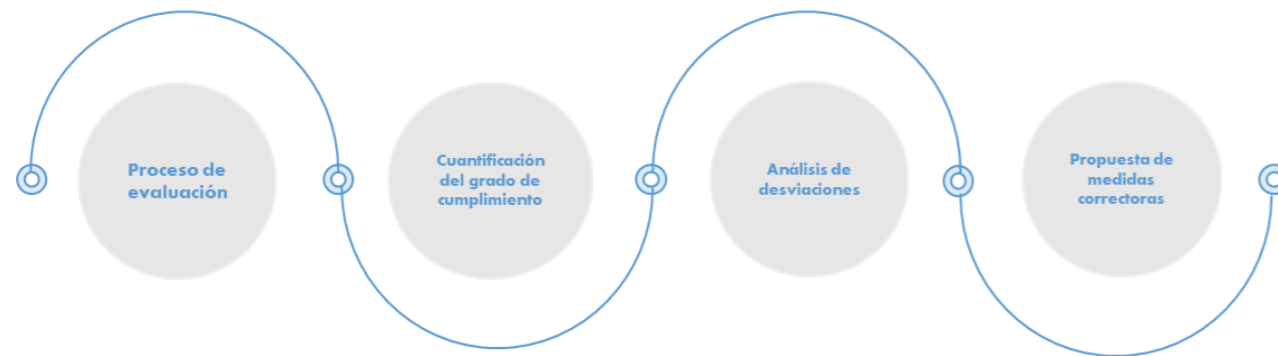 Proceso de
evaluación
Cuantificación
del grado de
cumplimiento
Análisis de
desviaciones
Propuesta de
medidas
correctoras